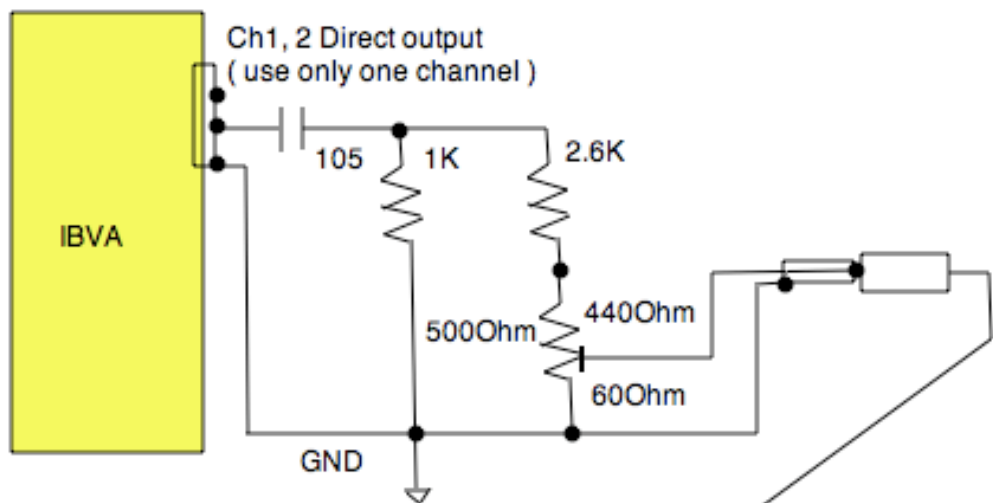 Ch1, 2 Direct output
( use only one channel )
105
1K
2.6K
IBVA
500Ohm
440Ohm
60Ohm
GND